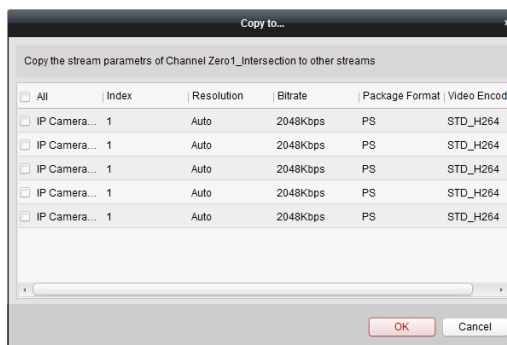 Copy to...
Copy the stream parametrs of Channel Zero1_Intersection to other streams
All Index Resolution Bitrate Package Format Video Encod
IP Camera... 1 Auto 2048Kbps PS STD_H264
IP Camera... 1 Auto 2048Kbps PS STD_H264
IP Camera... 1 Auto 2048Kbps PS STD_H264
IP Camera... 1 Auto 2048Kbps PS STD_H264
IP Camera... 1 Auto 2048Kbps PS STD_H264
OK Cancel